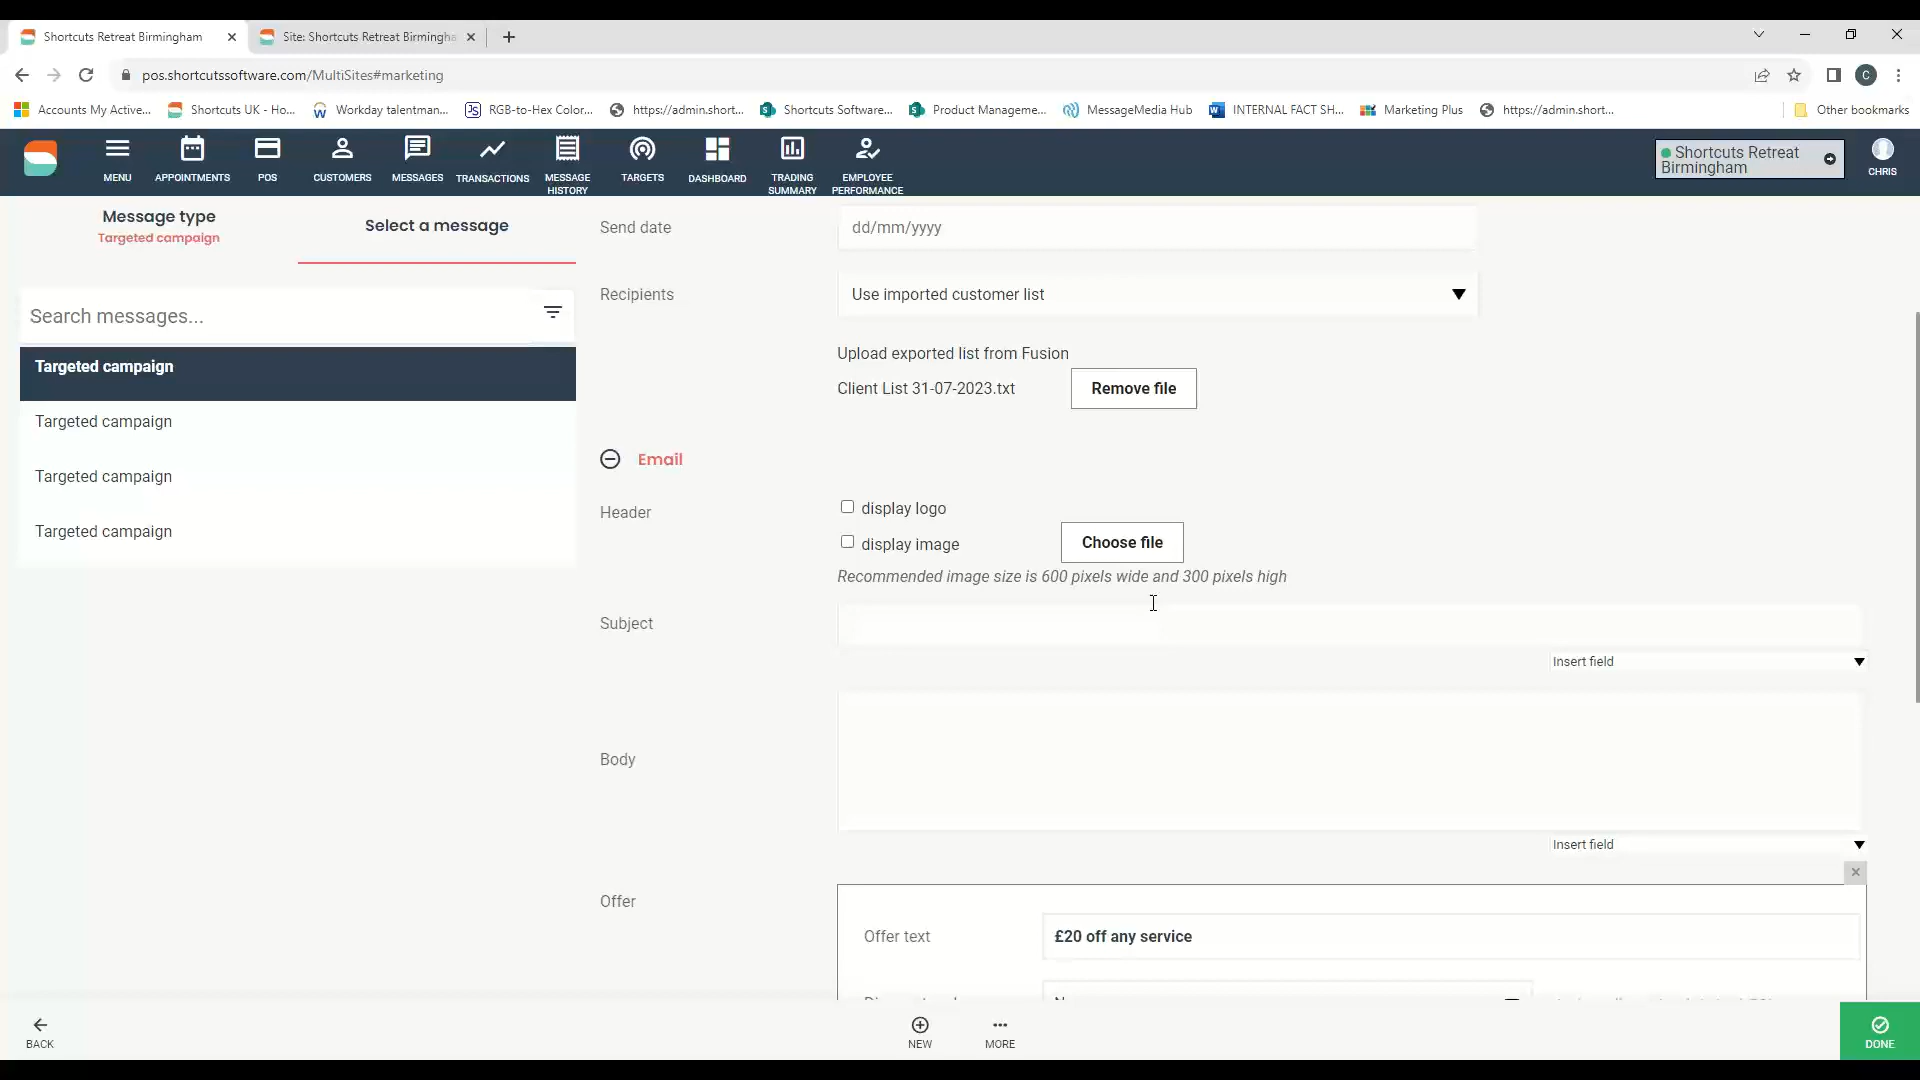 Shortcuts Retreat Birmingham
Site: Shortcuts Retreat Birmingha
pos.shortcutssoftware.com/MultiSites#marketing
C
Accounts My Active...
Shortcuts UK - Ho...
Workday talentman...
RGB-to-Hex Color...
https://admin.short...
Shortcuts Software...
Product Manageme...
MessageMedia Hub
INTERNAL FACT SH...
Marketing Plus
https://admin.short...
Other bookmarks
MENU
APPOINTMENTS
POS
CUSTOMERS
MESSAGES
TRANSACTIONS
MESSAGE
HISTORY
TARGETS
DASHBOARD
TRADING
SUMMARY
EMPLOYEE
PERFORMANCE
Shortcuts Retreat
Birmingham
CHRIS
Message type
Targeted campaign
Select a message
Search messages...
Targeted campaign
Targeted campaign
Targeted campaign
Targeted campaign
Send date
dd/mm/yyyy
Recipients
Use imported customer list
Upload exported list from Fusion
Client List 31-07-2023.txt
Remove file
Email
Header
display logo
display image
Choose file
Recommended image size is 600 pixels wide and 300 pixels high
Subject
Insert field
Body
Insert field
Offer
Offer text
£20 off any service
BACK
NEW
MORE
DONE